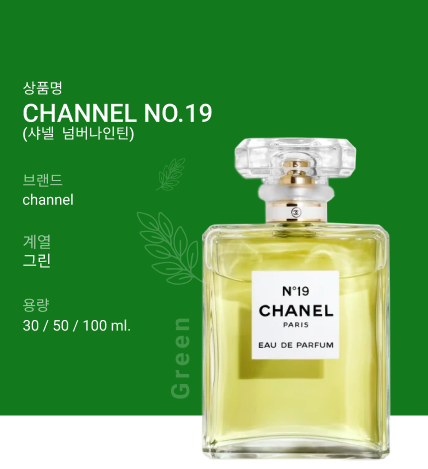 상품명
CHANNEL NO.19
(샤넬 넘버나인틴)
브랜드
channel
계열
그린
용량
30 / 50 / 100 ml.
Green
N°19
CHANEL
PARIS
EAU DE PARFUM